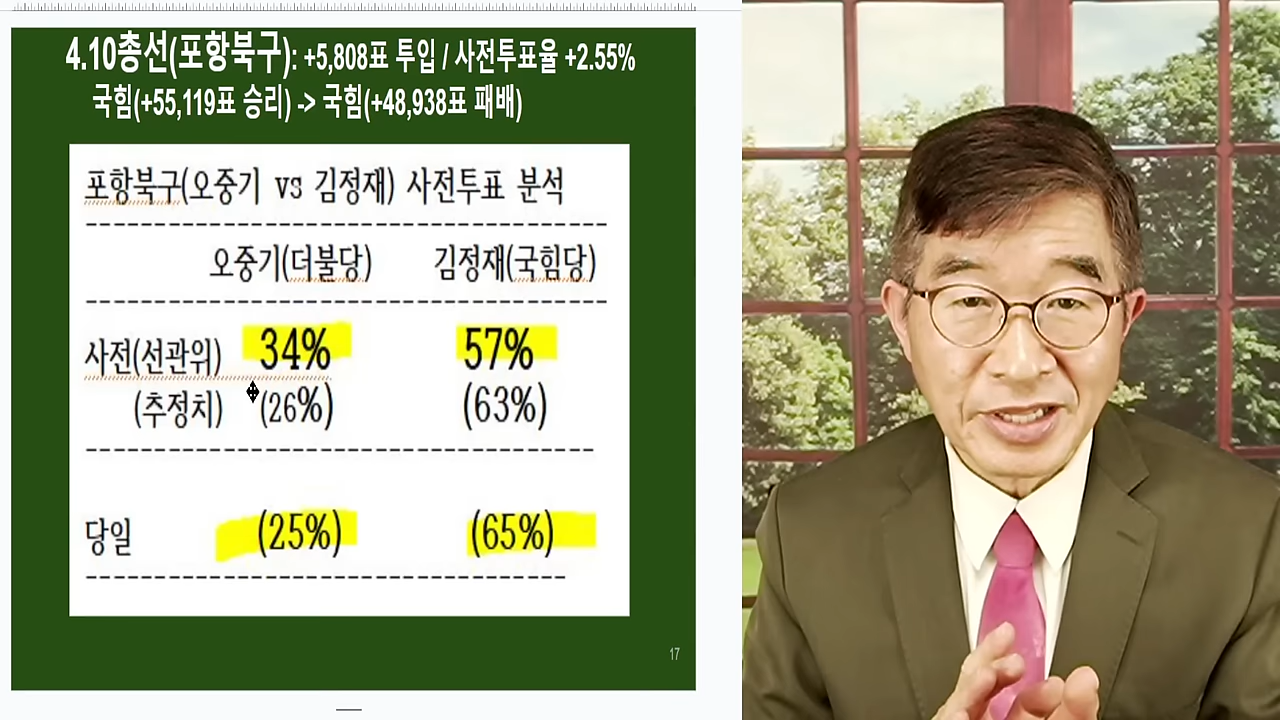 4.10총선(포항북구): +5,808표 투입 / 사전투표율 +2.55%
국힘(+55,119표 승리) -> 국힘(+48,938표 패배)
포항북구(오중기 vs 김정재) 사전투표 분석
오중기(더불당) 김정재(국힘당)
사전(선관위) 34% 57%
(추정치) (26%) (63%)
당일 (25%) (65%)
17